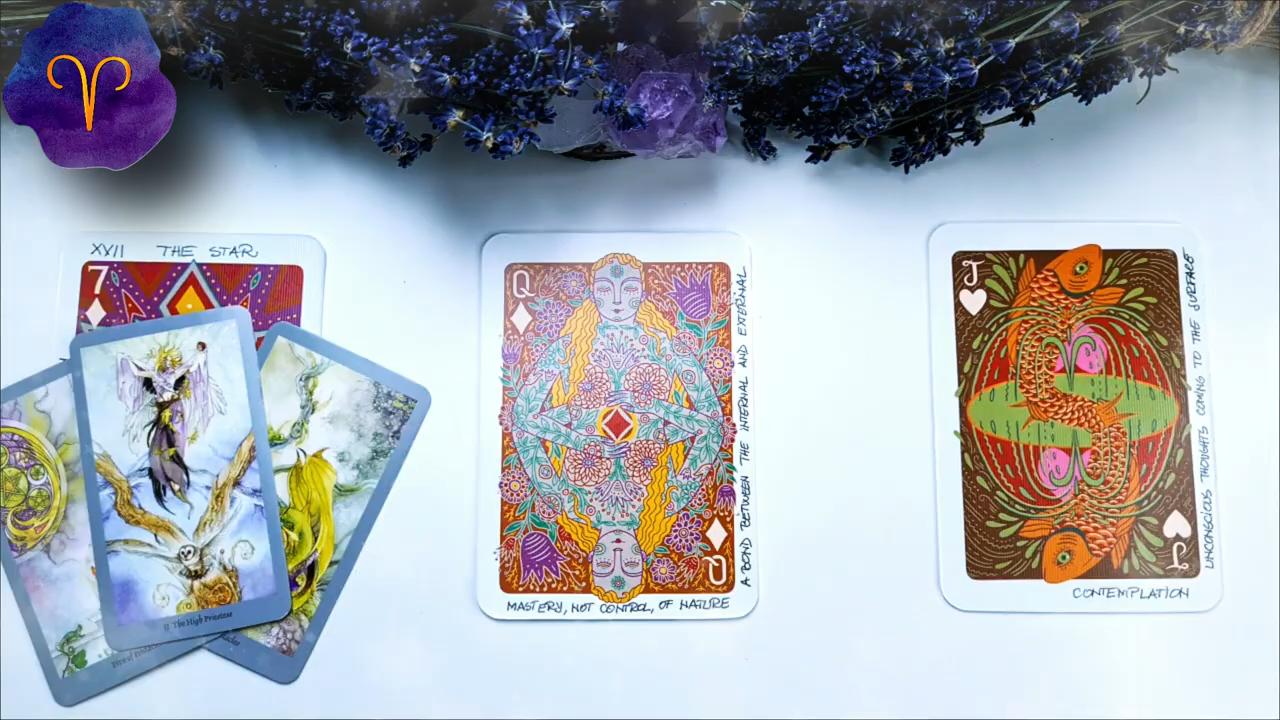 XVII THE STAR
7
II The High Priestess
Q
A BOND BETWEEN THE INTERNAL AND EXTERNAL
Q
MASTERY, NOT CONTROL, OF NATURE
J
UNCONSCIOUS THOUGHTS COMING TO THE SURFACE
J
CONTEMPLATION